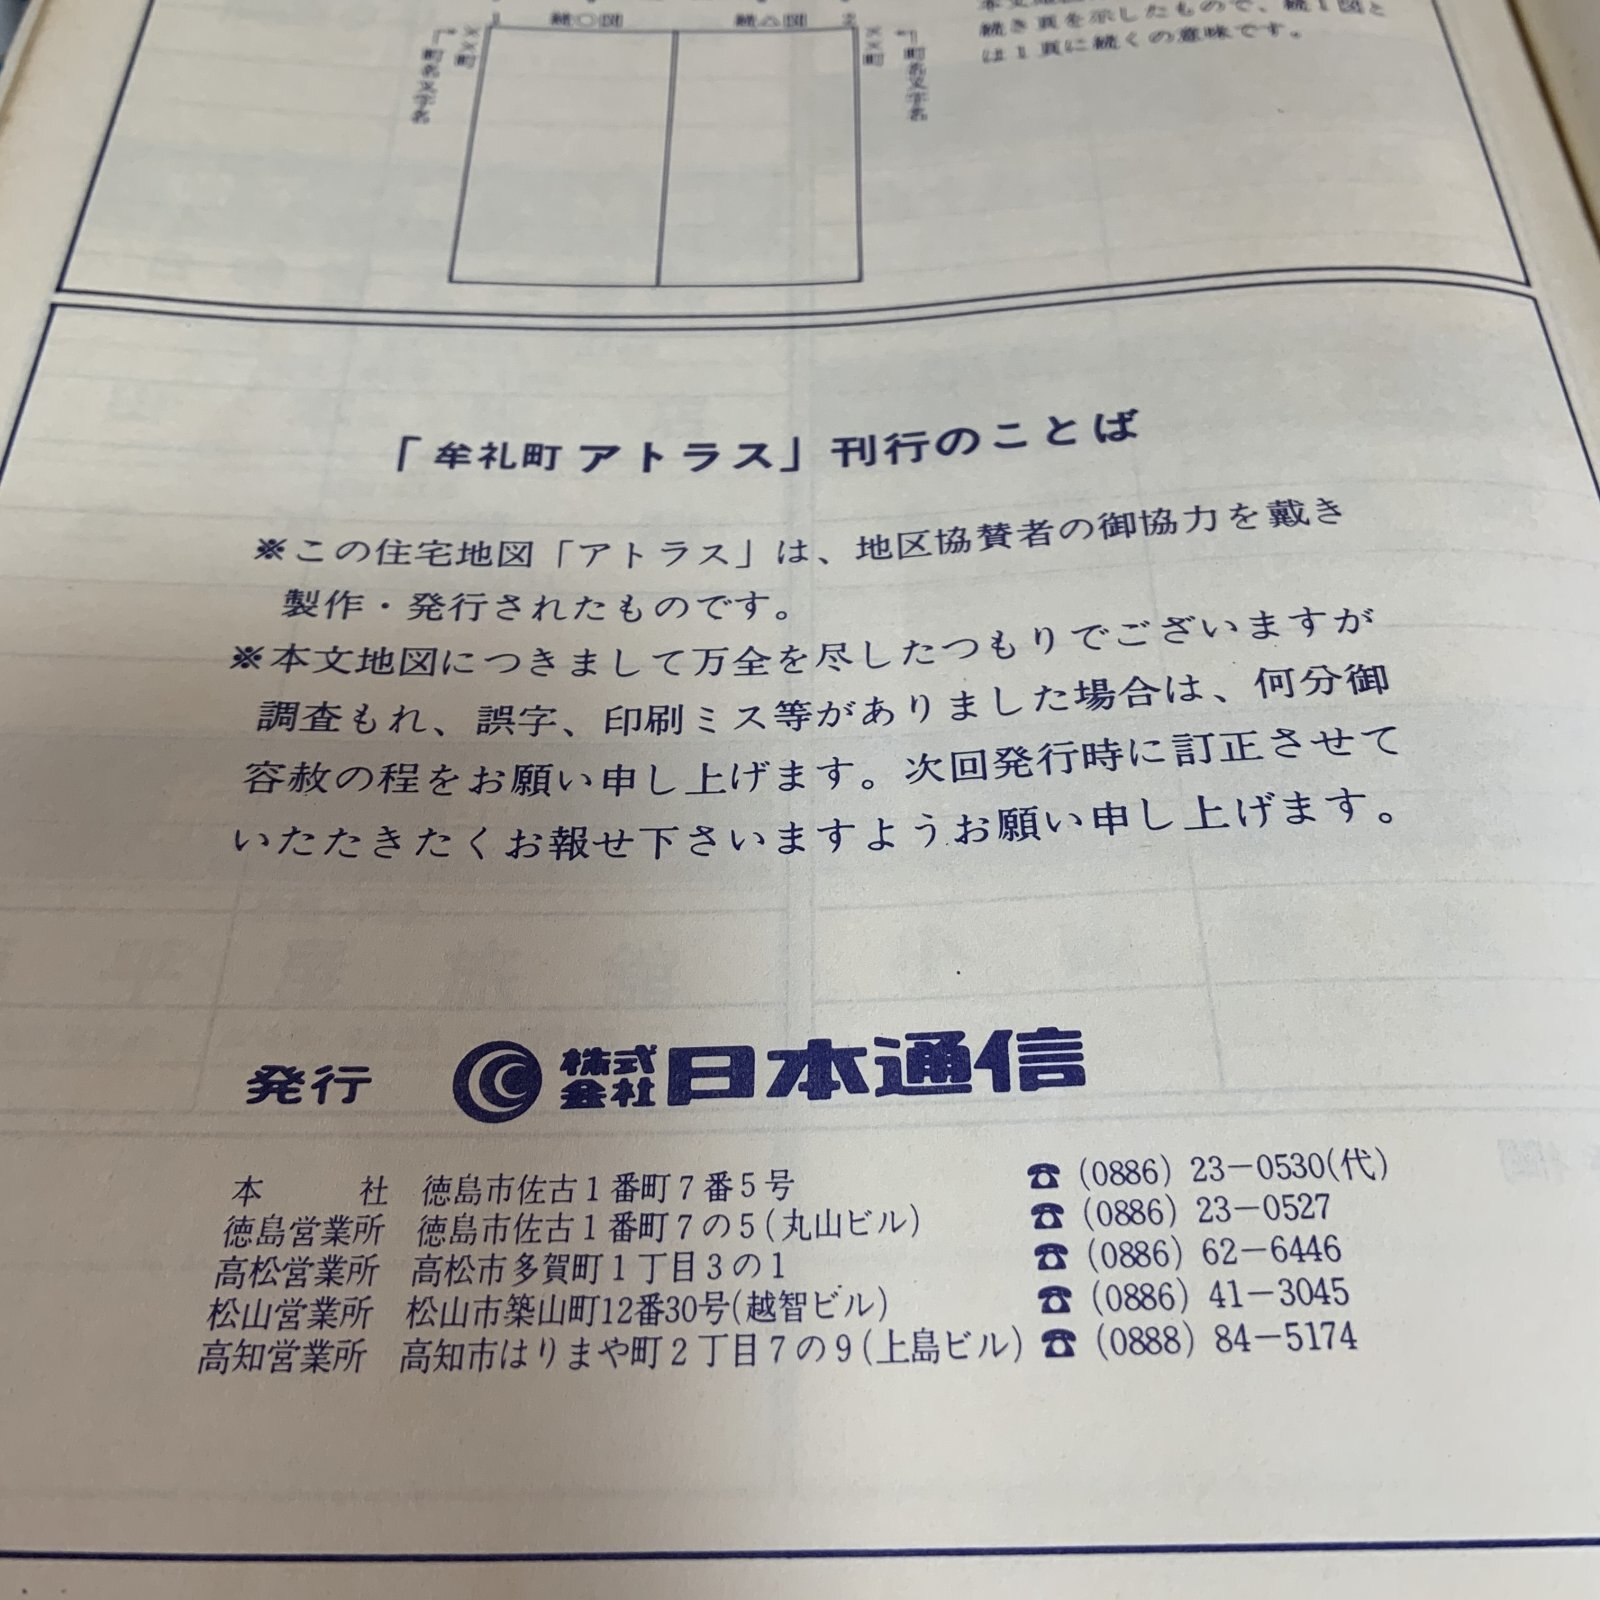 続き頁を示したもので、続1図と
は1頁に続くの意味です。
1 続〇図 続△図 2
××町
町名文字名
××町
町名文字名
「牟礼町 アトラス」刊行のことば
※この住宅地図「アトラス」は、地区協賛者の御協力を戴き
製作・発行されたものです。
※本文地図につきまして万全を尽したつもりでございますが
調査もれ、誤字、印刷ミス等がありました場合は、何分御
容赦の程をお願い申し上げます。次回発行時に訂正させて
いたたきたくお報せ下さいますようお願い申し上げます。
発行 株式会社 日本通信
本社 徳島市佐古1番町7番5号 ☎ (0886) 23-0530(代)
徳島営業所 徳島市佐古1番町7の5(丸山ビル) ☎ (0886) 23-0527
高松営業所 高松市多賀町1丁目3の1 ☎ (0886) 62-6446
松山営業所 松山市築山町12番30号(越智ビル) ☎ (0886) 41-3045
高知営業所 高知市はりまや町2丁目7の9(上島ビル) ☎ (0888) 84-5174